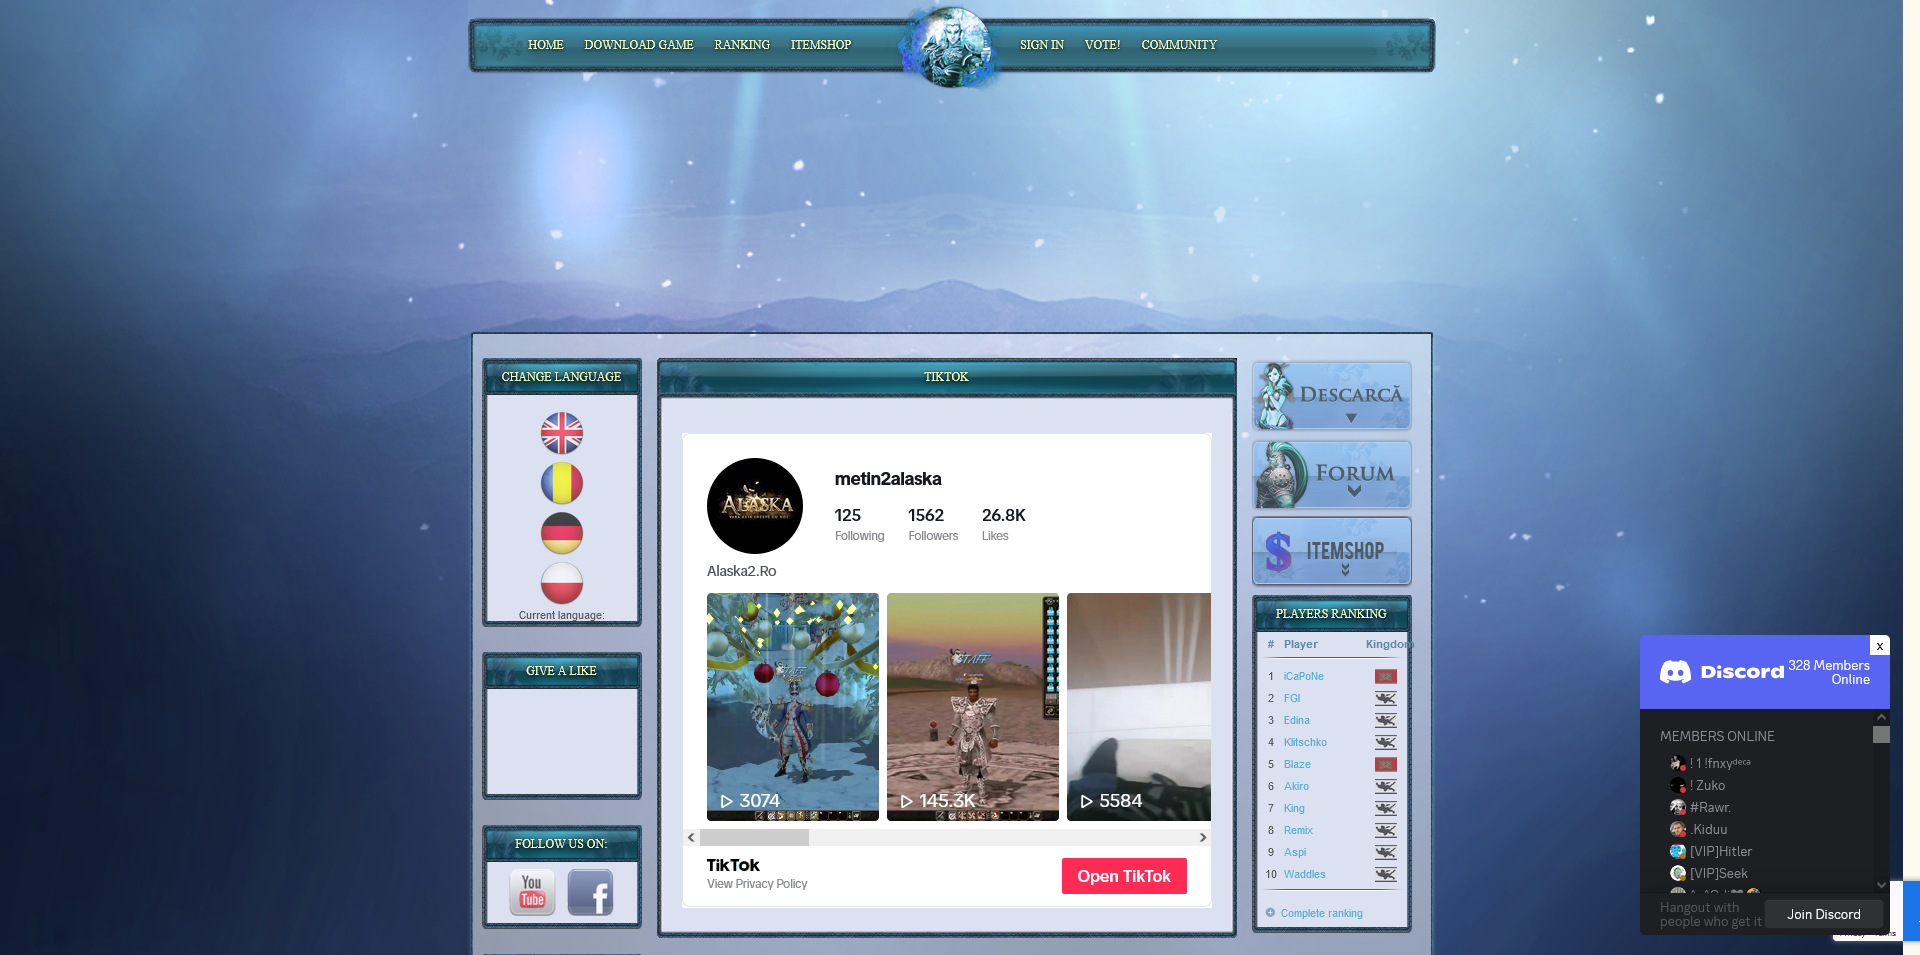 HOME DOWNLOAD GAME RANKING ITEMSHOP SIGN IN VOTE! COMMUNITY
CHANGE LANGUAGE
Current language:
GIVE A LIKE
FOLLOW US ON:
You
Tube
f
TIKTOK
ALASKA
metin2alaska
125 1562 26.8K
Following Followers Likes
Alaska2.Ro
STAFF
STAFF
3074 145.3K 5584
TikTok
View Privacy Policy
Open TikTok
DESCARCĂ
FORUM
$ ITEMSHOP
PLAYERS RANKING
# Player Kingdom
1 iCaPoNe
2 FGI
3 Edina
4 Klitschko
5 Blaze
6 Akiro
7 King
8 Remix
9 Aspi
10 Waddles
Complete ranking
x
Discord 328 Members
Online
MEMBERS ONLINE
! 1 !fnxyᵈᵉᶜᵃ
! Zuko
#Rawr.
.Kiduu
[VIP]Hitler
[VIP]Seek
Hangout with
people who get it
Join Discord